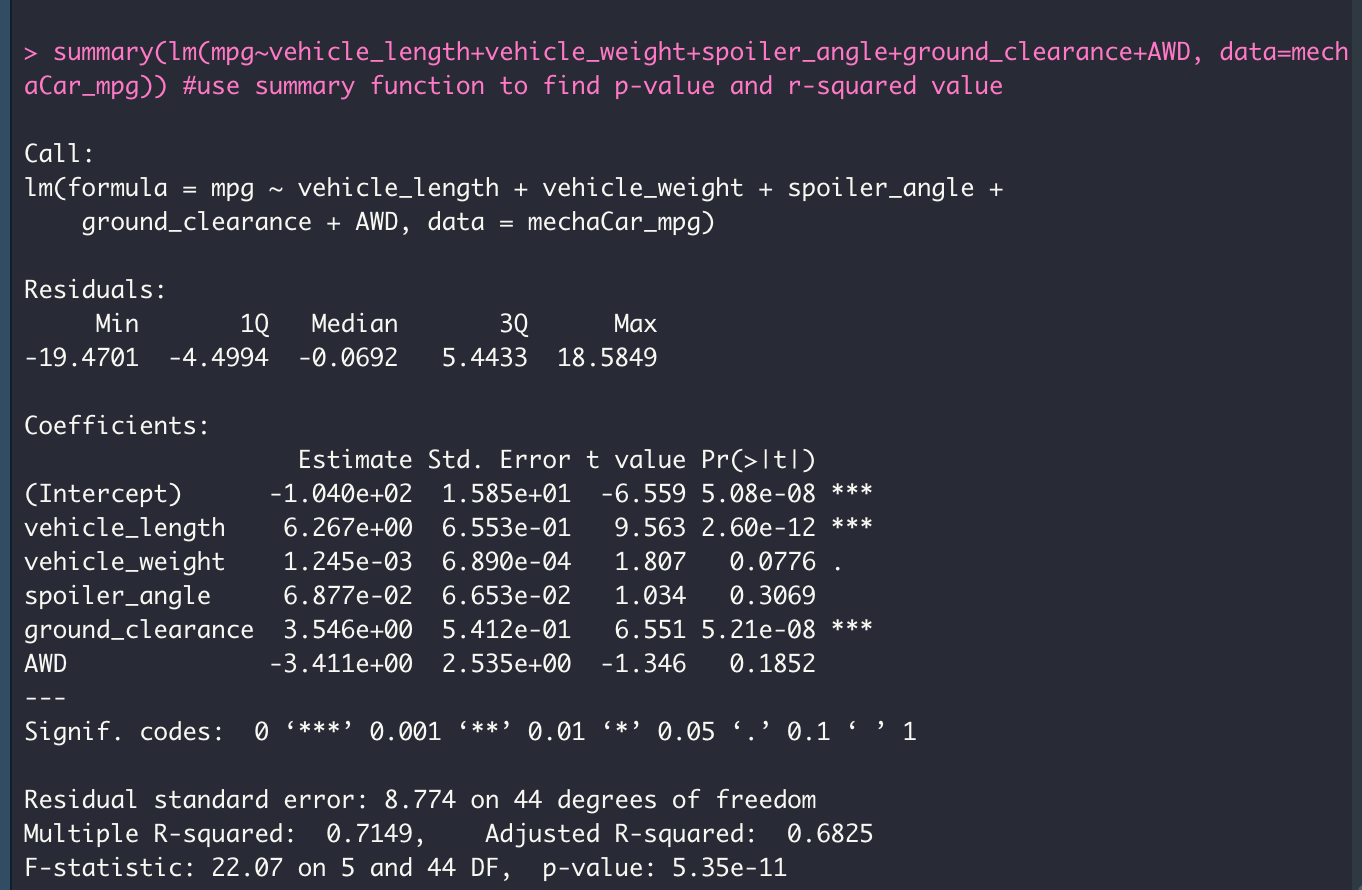 > summary(lm(mpg~vehicle_length+vehicle_weight+spoiler_angle+ground_clearance+AWD, data=mech
aCar_mpg)) #use summary function to find p-value and r-squared value
Call:
lm(formula = mpg ~ vehicle_length + vehicle_weight + spoiler_angle +
    ground_clearance + AWD, data = mechaCar_mpg)
Residuals:
     Min       1Q   Median       3Q      Max
-19.4701  -4.4994  -0.0692   5.4433  18.5849
Coefficients:
                   Estimate Std. Error t value Pr(>|t|)
(Intercept)      -1.040e+02  1.585e+01  -6.559 5.08e-08 ***
vehicle_length    6.267e+00  6.553e-01   9.563 2.60e-12 ***
vehicle_weight    1.245e-03  6.890e-04   1.807   0.0776 .
spoiler_angle     6.877e-02  6.653e-02   1.034   0.3069
ground_clearance  3.546e+00  5.412e-01   6.551 5.21e-08 ***
AWD              -3.411e+00  2.535e+00  -1.346   0.1852
---
Signif. codes:  0 ‘***’ 0.001 ‘**’ 0.01 ‘*’ 0.05 ‘.’ 0.1 ‘ ’ 1
Residual standard error: 8.774 on 44 degrees of freedom
Multiple R-squared:  0.7149,    Adjusted R-squared:  0.6825
F-statistic: 22.07 on 5 and 44 DF,  p-value: 5.35e-11